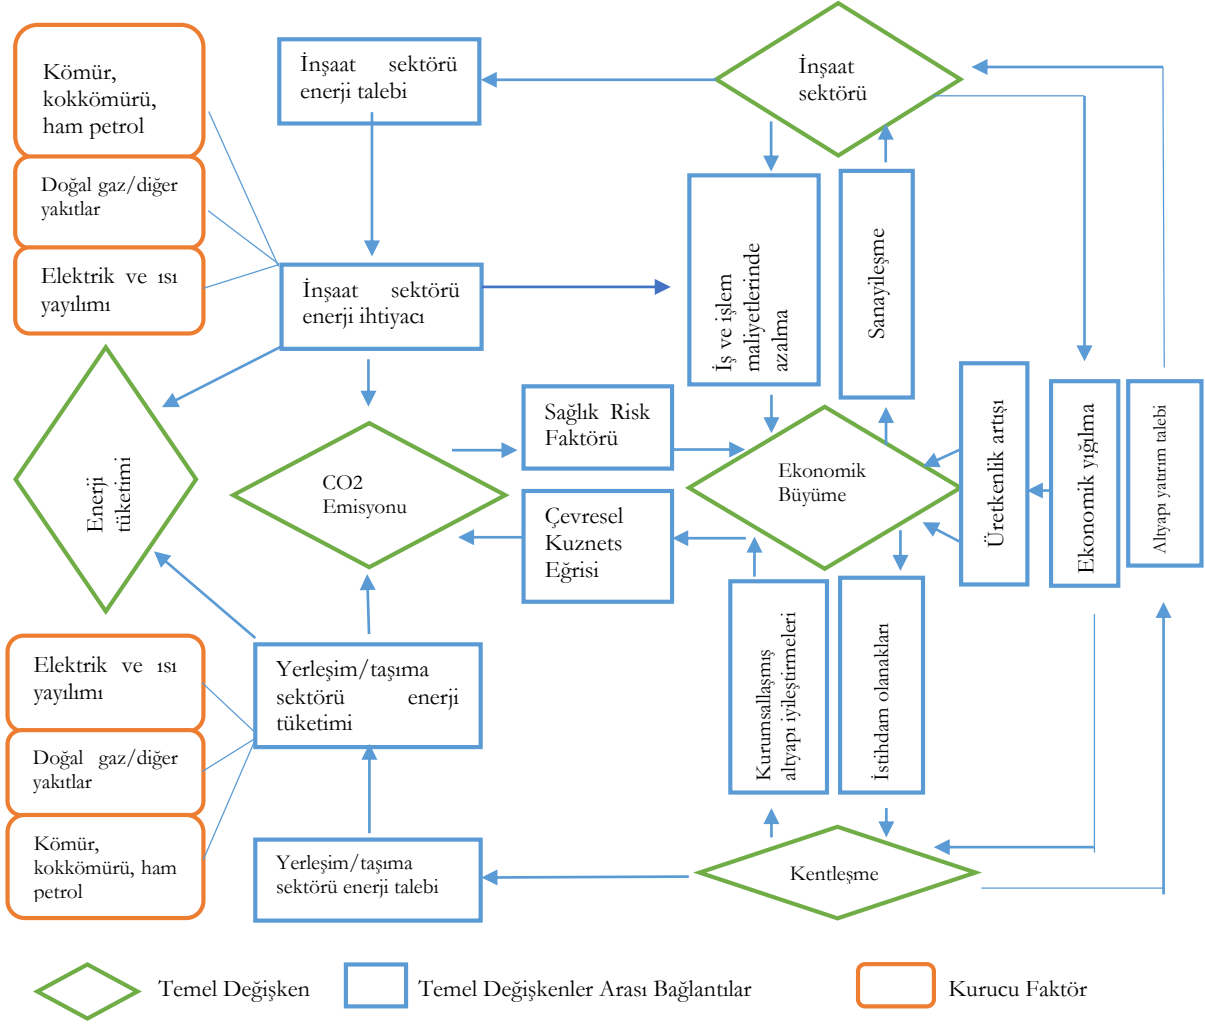 Kömür,
kokkömürü,
ham petrol
Doğal gaz/diğer
yakıtlar
Elektrik ve ısı
yayılımı
İnşaat sektörü
enerji talebi
İnşaat
sektörü
İnşaat sektörü
enerji ihtiyacı
İş ve işlem
maliyetlerinde
azalma
Sanayileşme
Enerji
tüketimi
CO2
Emisyonu
Sağlık Risk
Faktörü
Çevresel
Kuznets
Eğrisi
Ekonomik
Büyüme
Üretkenlik artışı
Ekonomik yığılma
Altyapı yatırım talebi
Elektrik ve ısı
yayılımı
Doğal gaz/diğer
yakıtlar
Kömür,
kokkömürü, ham
petrol
Yerleşim/taşıma
sektörü enerji
tüketimi
Yerleşim/taşıma
sektörü enerji talebi
Kurumsallaşmış
altyapı iyileştirmeleri
İstihdam olanakları
Kentleşme
Temel Değişken
Temel Değişkenler Arası Bağlantılar
Kurucu Faktör